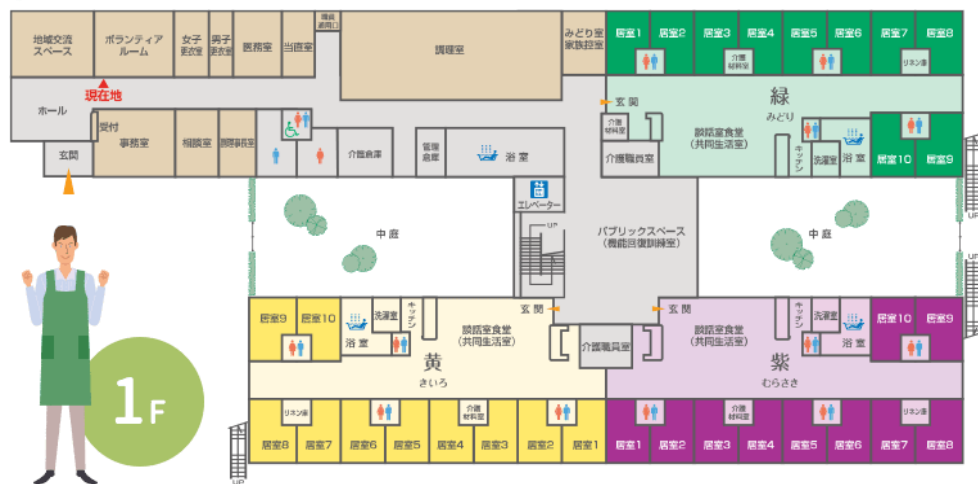 地域交流
スペース
ボランティア
ルーム
女子
更衣室
男子
更衣室
医務室
当直室
職員
通用口
調理室
みどり室
家族控室
居室1
居室2
居室3
居室4
居室5
居室6
居室7
居室8
介護
材料室
リネン庫
現在地
ホール
受付
事務室
相談室
玄関
介護倉庫
管理
倉庫
浴室
玄関
介護
材料室
介護職員室
緑
みどり
談話室食堂
(共同生活室)
キッチン
洗濯室
浴室
居室10
居室9
エレベーター
UP
中庭
パブリックスペース
(機能回復訓練室)
中庭
UP
UP
居室9
居室10
浴室
洗濯室
キッチン
談話室食堂
(共同生活室)
玄関
黄
きいろ
介護職員室
玄関
談話室食堂
(共同生活室)
紫
むらさき
キッチン
洗濯室
浴室
居室10
居室9
リネン庫
介護
材料室
居室8
居室7
居室6
居室5
居室4
居室3
居室2
居室1
居室1
居室2
居室3
居室4
居室5
居室6
居室7
居室8
介護
材料室
リネン庫
UP
1F